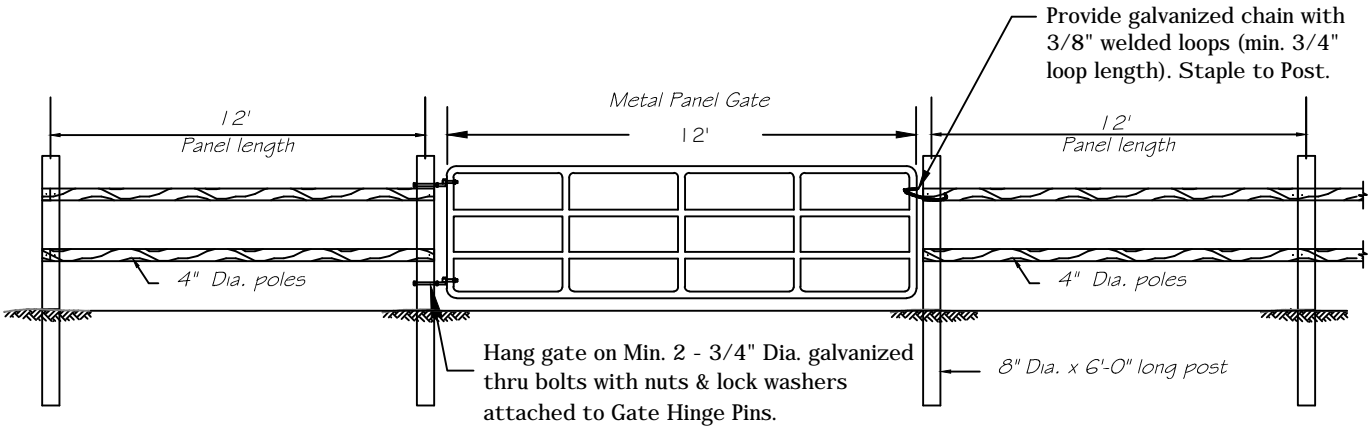 Provide galvanized chain with
3/8" welded loops (min. 3/4"
loop length). Staple to Post.
12'
Panel length
Metal Panel Gate
12'
12'
Panel length
4" Dia. poles
4" Dia. poles
Hang gate on Min. 2 - 3/4" Dia. galvanized
thru bolts with nuts & lock washers
attached to Gate Hinge Pins.
8" Dia. x 6'-0" long post